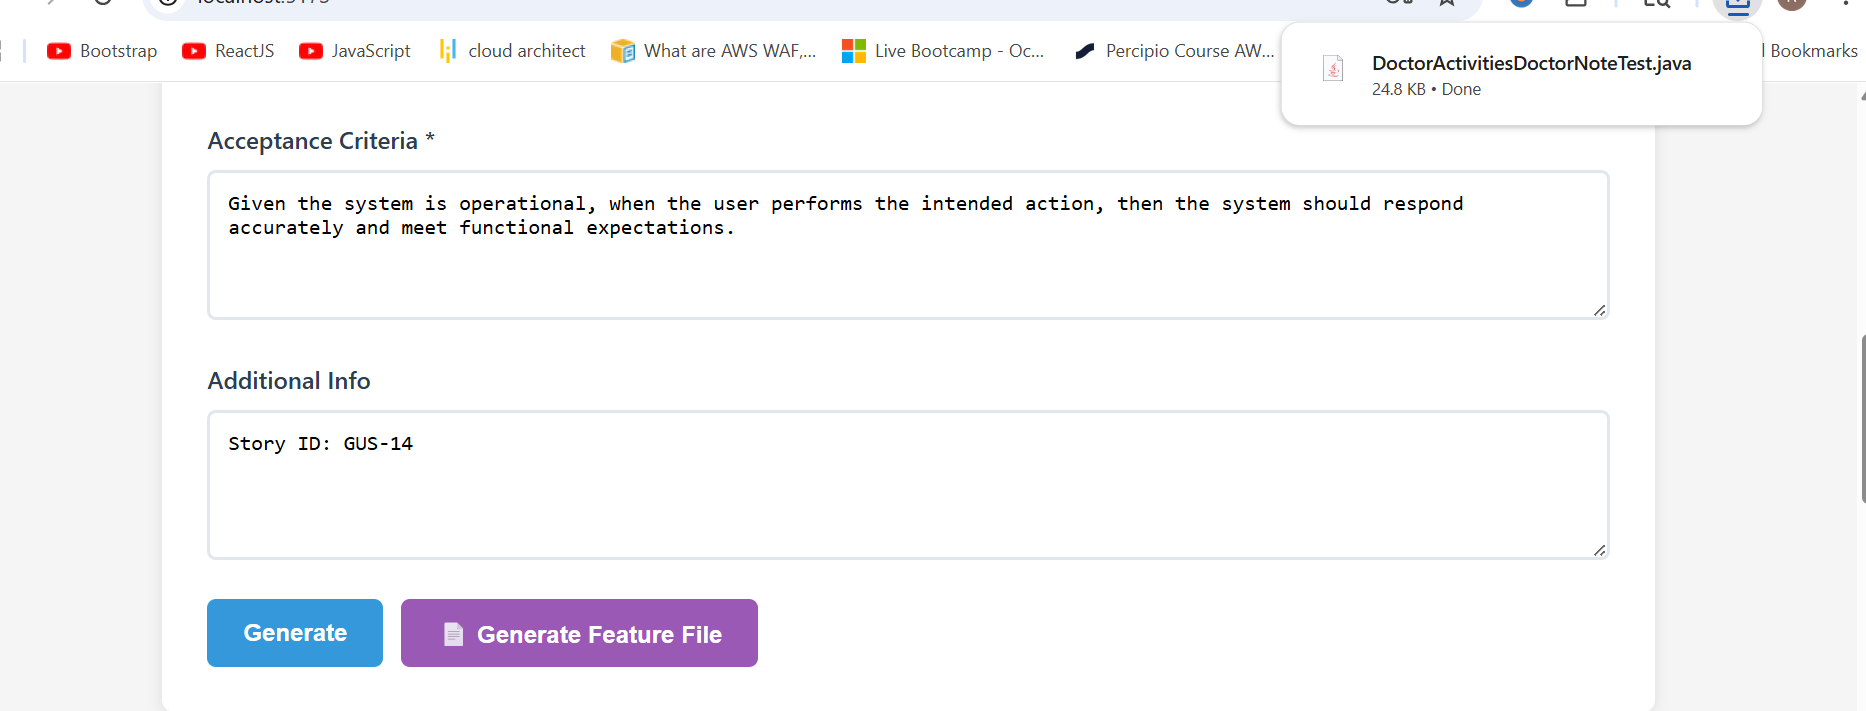 Bootstrap
ReactJS
JavaScript
cloud architect
What are AWS WAF,...
Live Bootcamp - Oc...
Percipio Course AW...
Bookmarks
DoctorActivitiesDoctorNoteTest.java
24.8 KB • Done
Acceptance Criteria *
Given the system is operational, when the user performs the intended action, then the system should respond
accurately and meet functional expectations.
Additional Info
Story ID: GUS-14
Generate
Generate Feature File